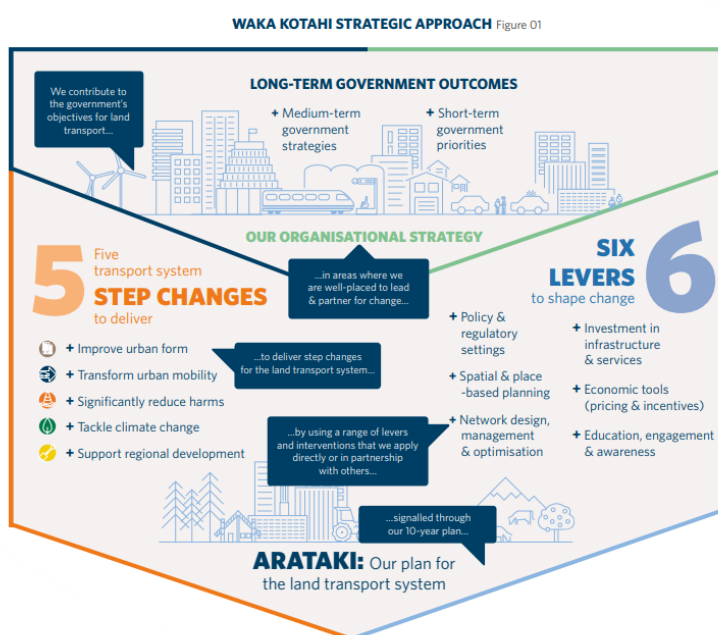 WAKA KOTAHI STRATEGIC APPROACH Figure 01
We contribute to
the government's
objectives for land
transport...
LONG-TERM GOVERNMENT OUTCOMES
+ Medium-term
government
strategies
+ Short-term
government
priorities
OUR ORGANISATIONAL STRATEGY
...in areas where we
are well-placed to lead
& partner for change...
5
Five
transport system
STEP CHANGES
to deliver
+ Improve urban form
+ Transform urban mobility
+ Significantly reduce harms
+ Tackle climate change
+ Support regional development
...to deliver step changes
for the land transport system...
SIX
LEVERS
to shape change
6
+ Policy &
regulatory
settings
+ Spatial & place
-based planning
+ Network design,
management
& optimisation
+ Investment in
infrastructure
& services
+ Economic tools
(pricing & incentives)
+ Education, engagement
& awareness
...by using a range of levers
and interventions that we apply
directly or in partnership
with others...
...signalled through
our 10-year plan...
ARATAKI: Our plan for
the land transport system